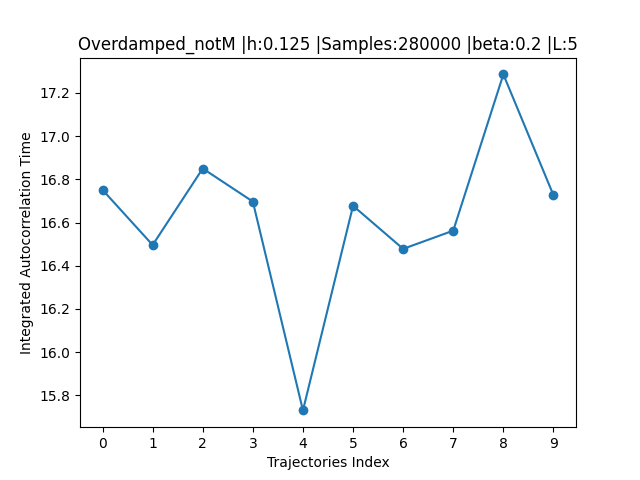 Overdamped_notM |h:0.125 |Samples:280000 |beta:0.2 |L:5
Integrated Autocorrelation Time
17.2
17.0
16.8
16.6
16.4
16.2
16.0
15.8
0 1 2 3 4 5 6 7 8 9
Trajectories Index